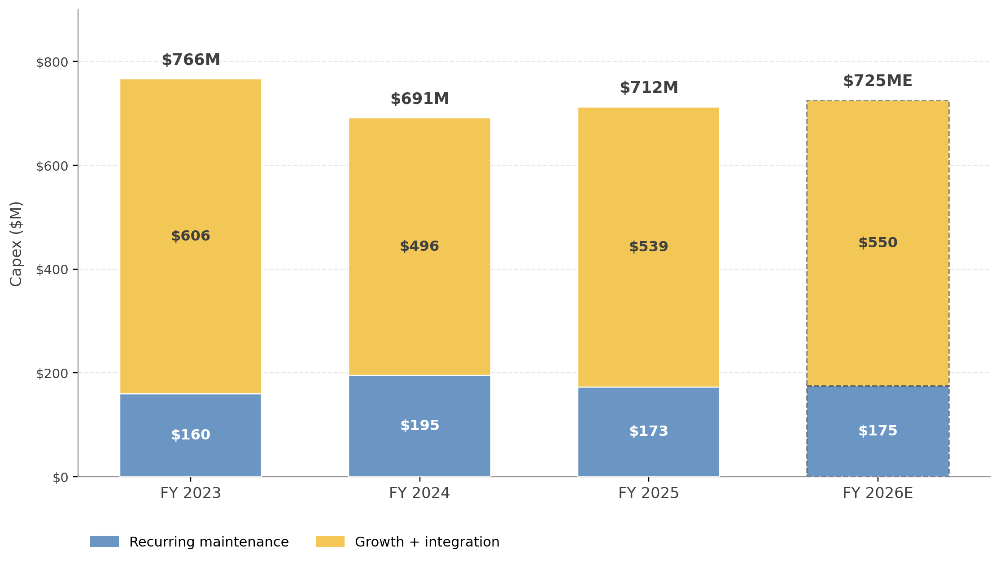 $766M
$691M
$712M
$725ME
$800
$600
$400
$200
$0
Capex ($M)
$606
$496
$539
$550
$160
$195
$173
$175
FY 2023
FY 2024
FY 2025
FY 2026E
Recurring maintenance
Growth + integration